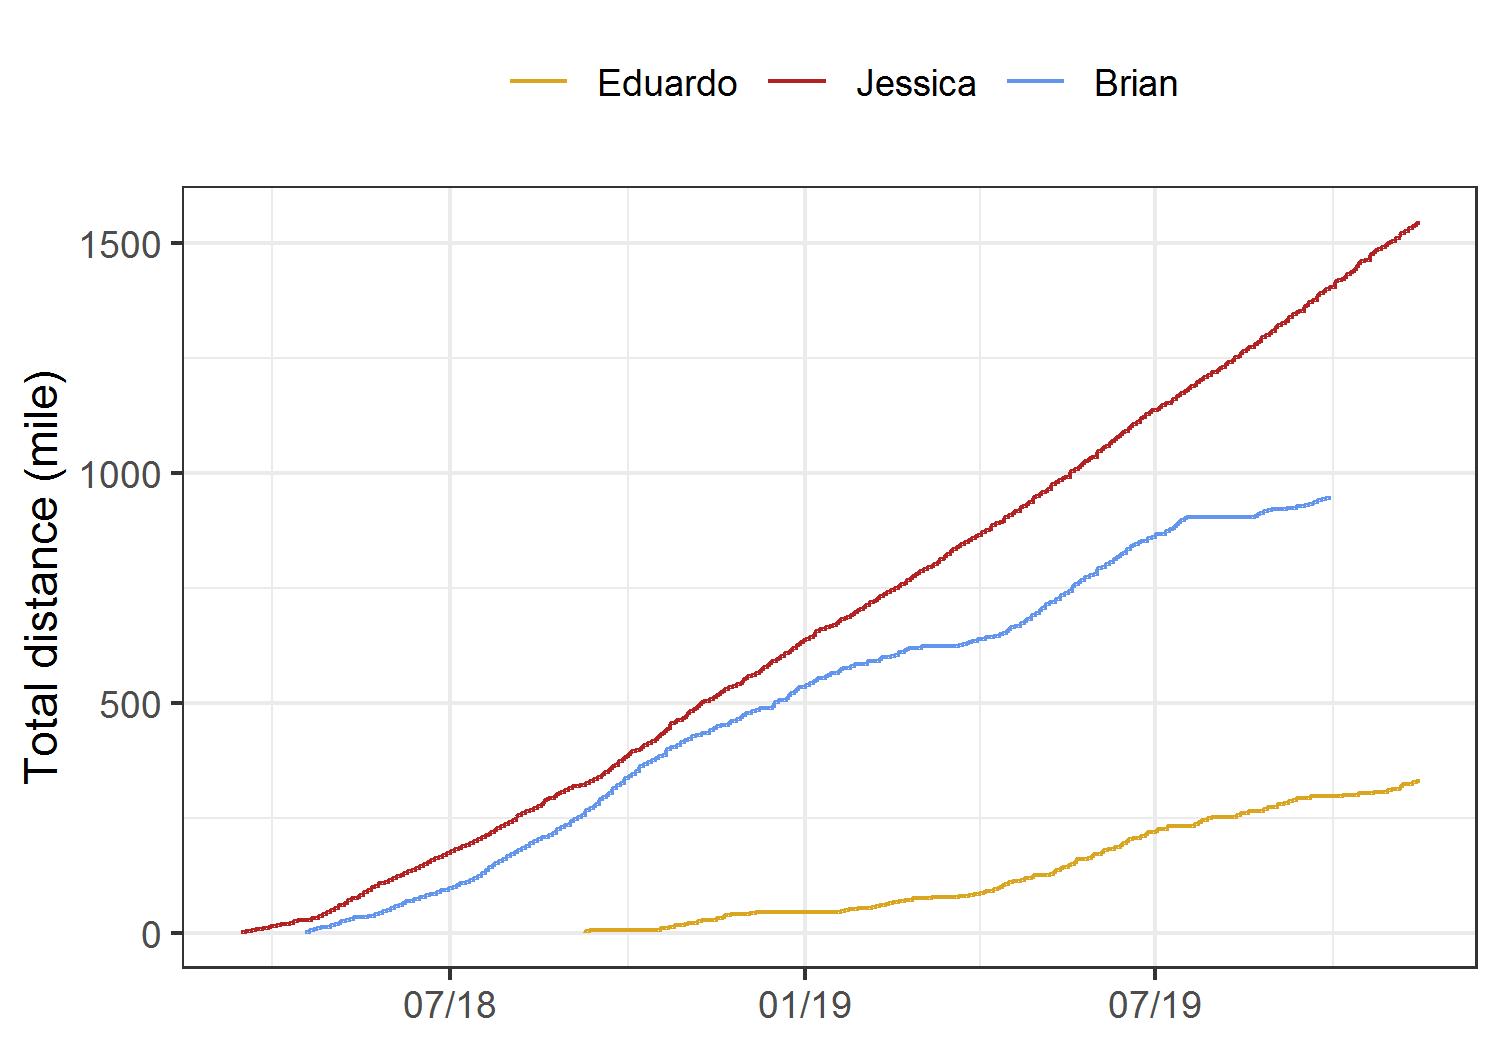 Eduardo Jessica Brian
Total distance (mile)
1500
1000
500
0
07/18 01/19 07/19